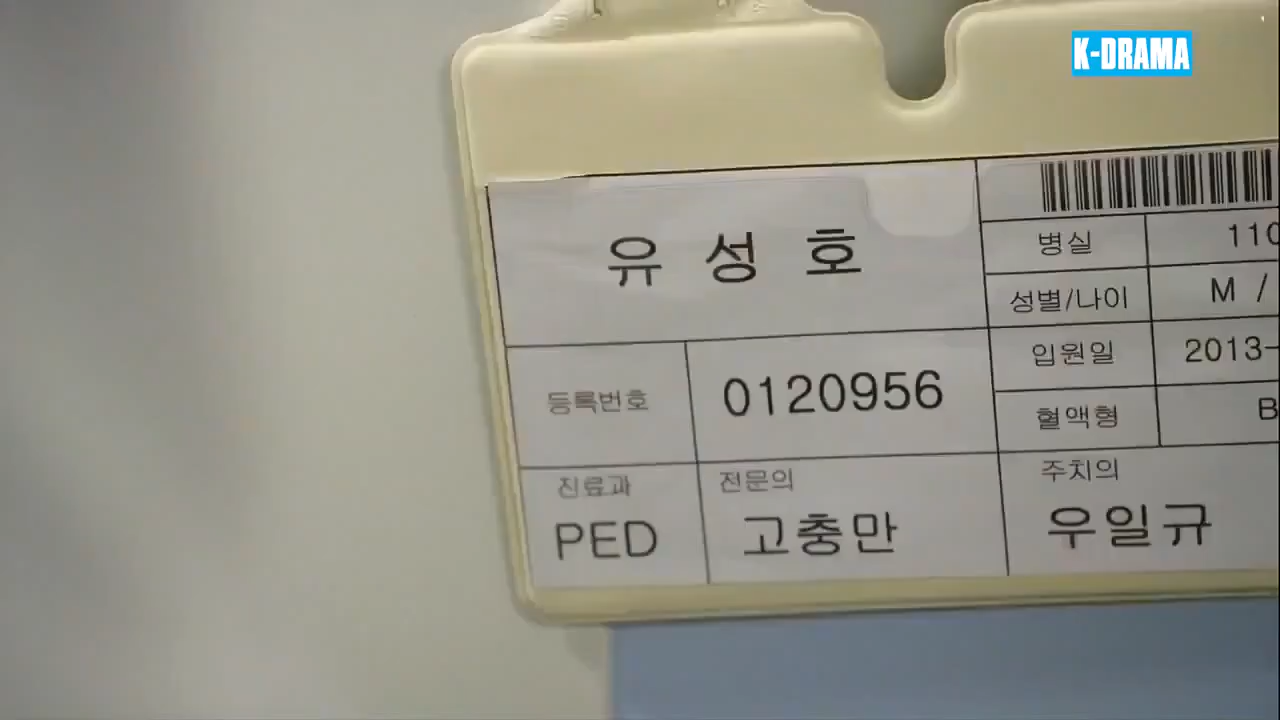 K-DRAMA
유 성 호
병실 110
성별/나이 M /
입원일 2013-
혈액형 B
등록번호 0120956
진료과 전문의 주치의
PED 고충만 우일규